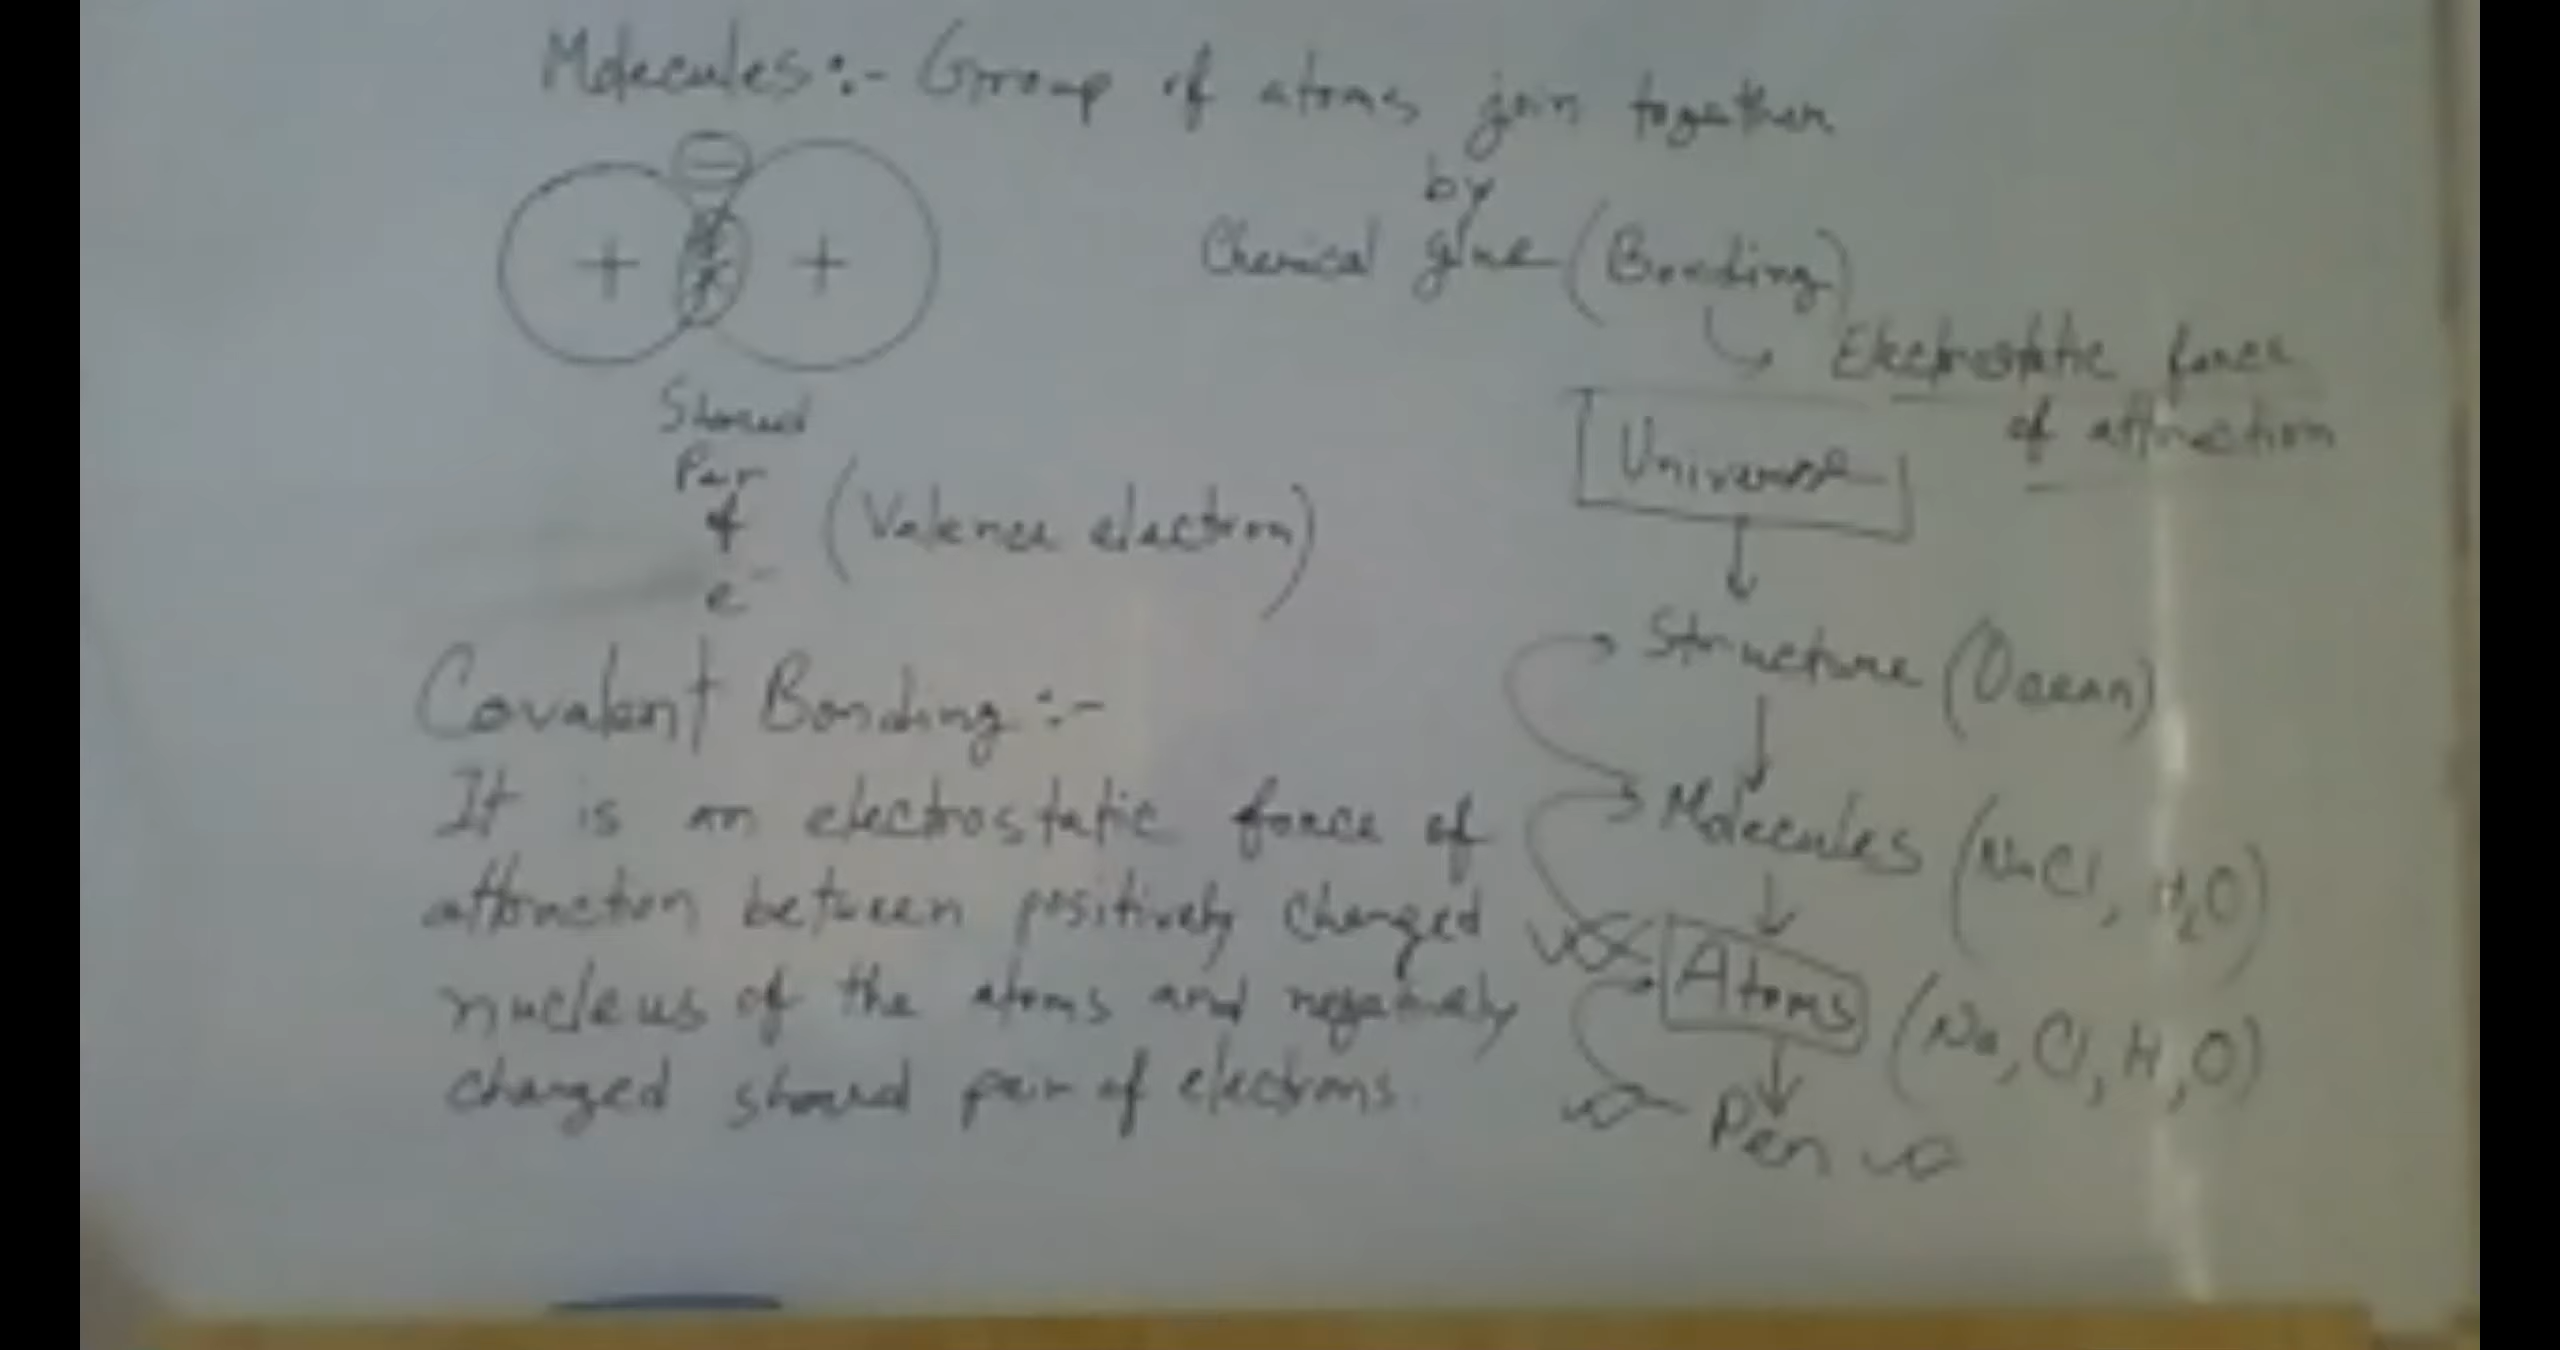 Molecules :- Group of atoms join together
by
Chemical glue (Bonding)
Electrostatic force
of attraction
−
+ +
Shared
Pair
of
e⁻
(Valence electron)
Universe
Structure (Ocean)
Molecules (NaCl, H₂O)
Atoms (Na, Cl, H, O)
Pen
Covalent Bonding :-
It is an electrostatic force of
attraction between positively charged
nucleus of the atoms and negatively
charged shared pair of electrons.